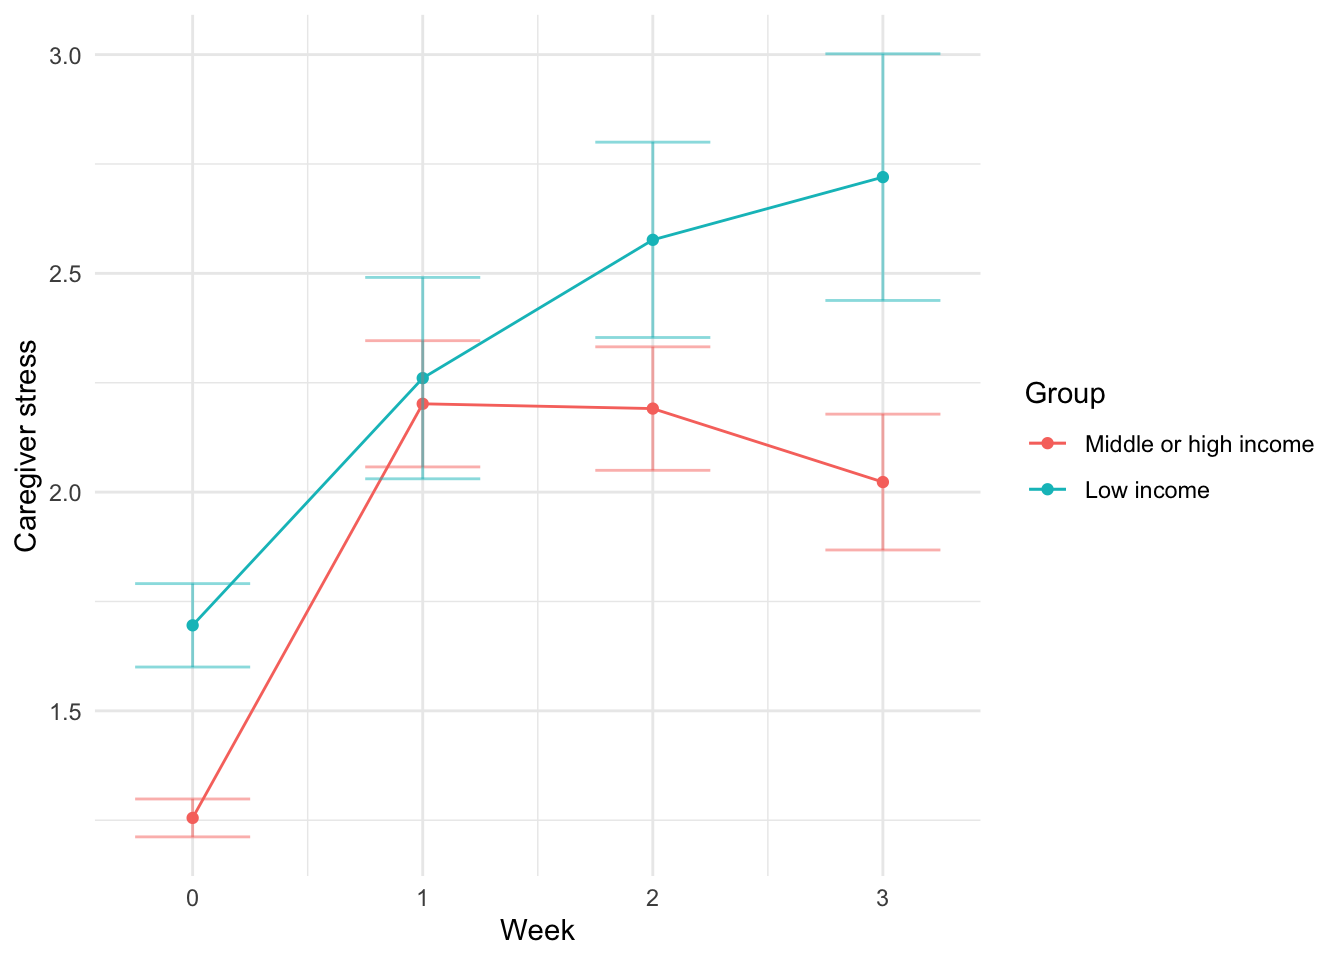 3.0
2.5
2.0
1.5
Caregiver stress
0 1 2 3
Week
Group
Middle or high income
Low income